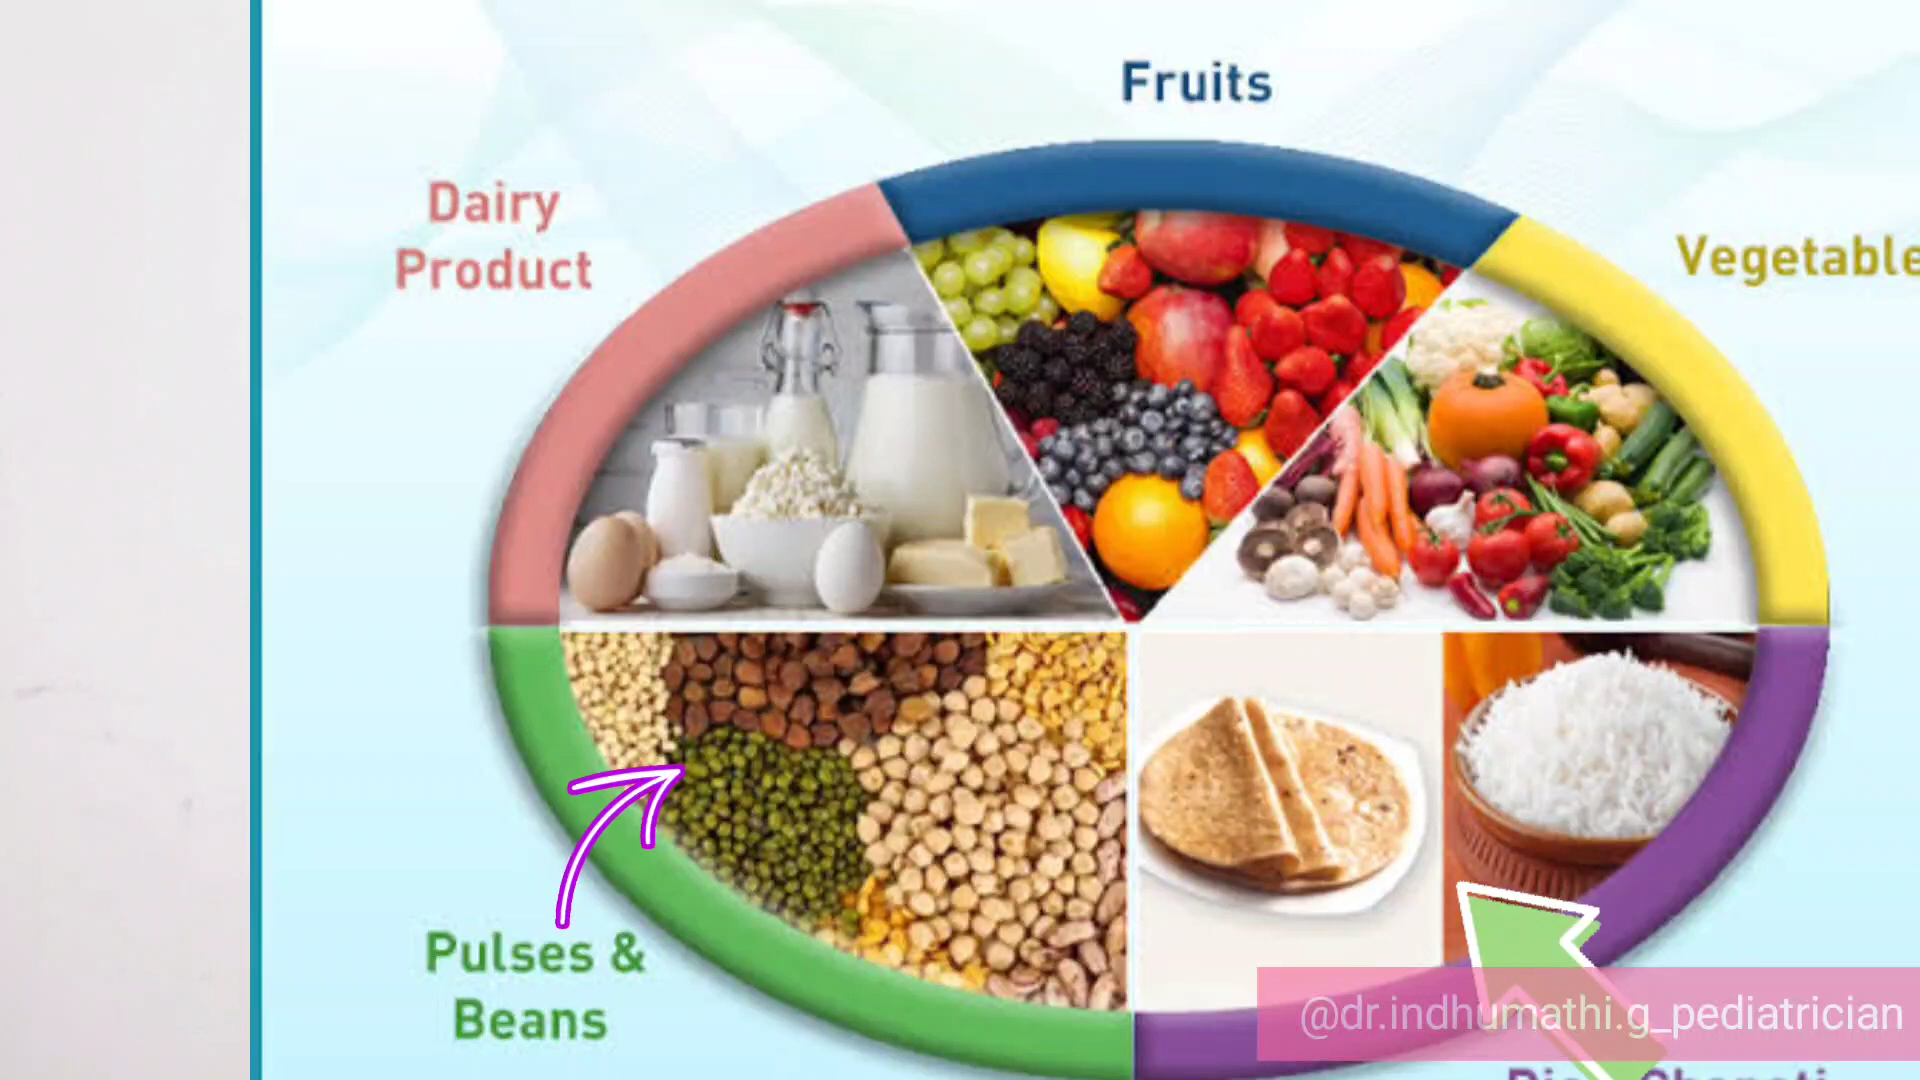 Fruits
Dairy
Product
Vegetable
Pulses &
Beans
@dr.indhumathi.g_pediatrician